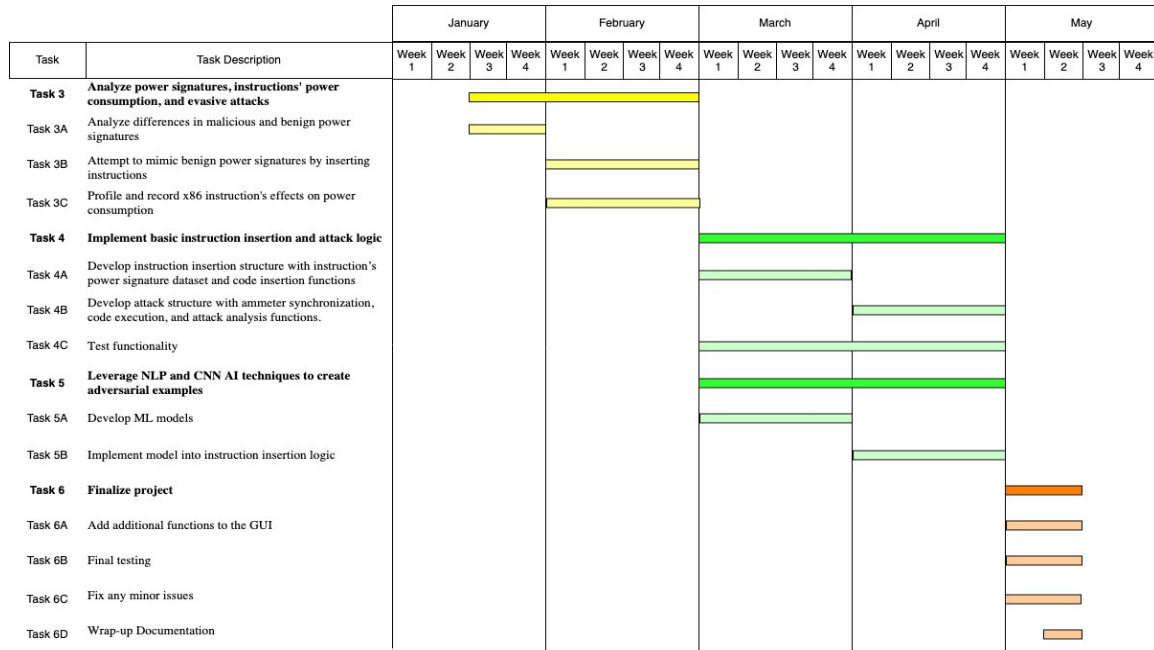 January February March April May
Task Task Description Week 1 Week 2 Week 3 Week 4 Week 1 Week 2 Week 3 Week 4 Week 1 Week 2 Week 3 Week 4 Week 1 Week 2 Week 3 Week 4 Week 1 Week 2 Week 3 Week 4
Task 3 Analyze power signatures, instructions' power
consumption, and evasive attacks
Task 3A Analyze differences in malicious and benign power
signatures
Task 3B Attempt to mimic benign power signatures by inserting
instructions
Task 3C Profile and record x86 instruction's effects on power
consumption
Task 4 Implement basic instruction insertion and attack logic
Task 4A Develop instruction insertion structure with instruction’s
power signature dataset and code insertion functions
Task 4B Develop attack structure with ammeter synchronization,
code execution, and attack analysis functions.
Task 4C Test functionality
Task 5 Leverage NLP and CNN AI techniques to create
adversarial examples
Task 5A Develop ML models
Task 5B Implement model into instruction insertion logic
Task 6 Finalize project
Task 6A Add additional functions to the GUI
Task 6B Final testing
Task 6C Fix any minor issues
Task 6D Wrap-up Documentation